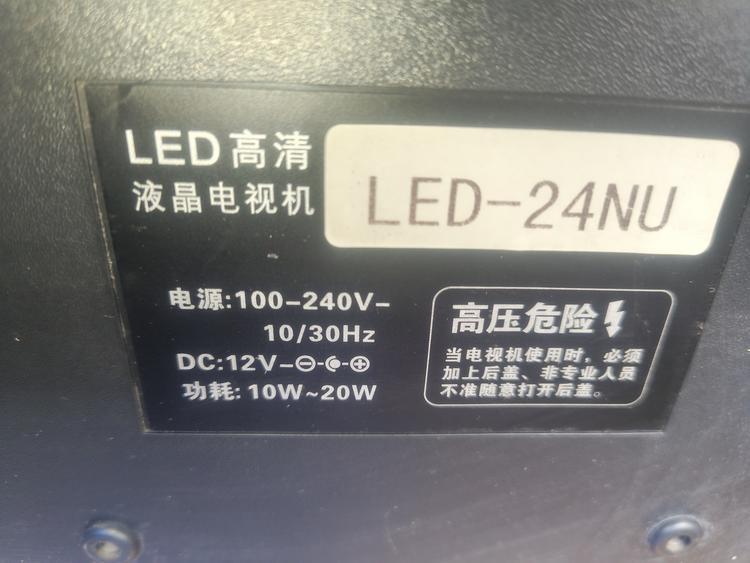 LED高清
液晶电视机
LED-24NU
电源:100-240V-
10/30Hz
DC:12V-⊖-⊕
功耗:10W~20W
高压危险
当电视机使用时，必须
加上后盖、非专业人员
不准随意打开后盖。